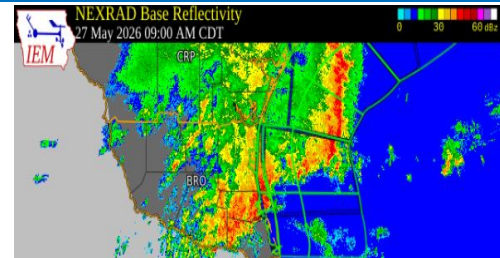 NEXRAD Base Reflectivity
27 May 2026 09:00 AM CDT
IEM
0 30 60 dBz
CRP
BRO